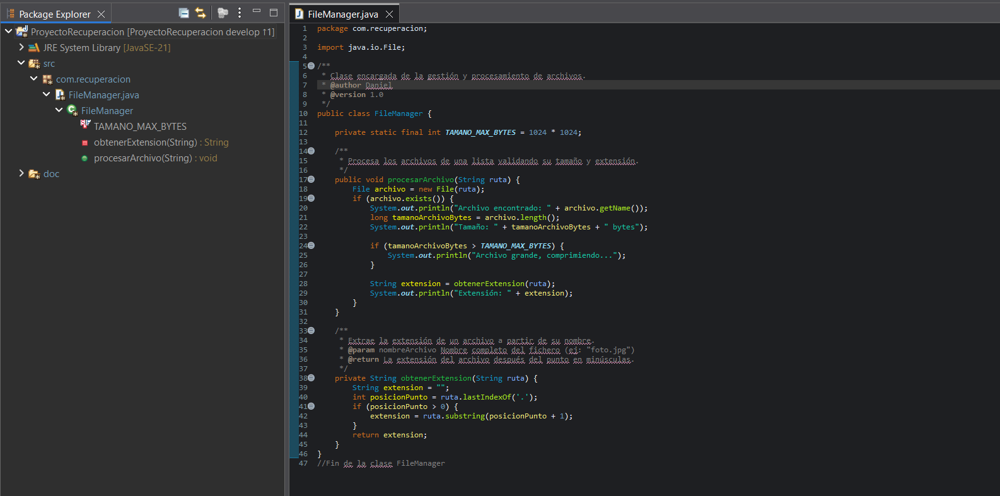 Package Explorer
ProyectoRecuperacion [ProyectoRecuperacion develop ↑1]
JRE System Library [JavaSE-21]
src
com.recuperacion
FileManager.java
FileManager
TAMANO_MAX_BYTES
obtenerExtension(String) : String
procesarArchivo(String) : void
doc
FileManager.java
1 package com.recuperacion;
2
3 import java.io.File;
4
5 /**
6  * Clase encargada de la gestión y procesamiento de archivos.
7  * @author Daniel
8  * @version 1.0
9  */
10 public class FileManager {
11
12     private static final int TAMANO_MAX_BYTES = 1024 * 1024;
13
14     /**
15      * Procesa los archivos de una lista validando su tamaño y extensión.
16      */
17     public void procesarArchivo(String ruta) {
18         File archivo = new File(ruta);
19         if (archivo.exists()) {
20             System.out.println("Archivo encontrado: " + archivo.getName());
21             long tamanoArchivoBytes = archivo.length();
22             System.out.println("Tamaño: " + tamanoArchivoBytes + " bytes");
23
24             if (tamanoArchivoBytes > TAMANO_MAX_BYTES) {
25                 System.out.println("Archivo grande, comprimiendo...");
26             }
27
28             String extension = obtenerExtension(ruta);
29             System.out.println("Extensión: " + extension);
30         }
31     }
32
33     /**
34      * Extrae la extensión de un archivo a partir de su nombre.
35      * @param nombreArchivo Nombre completo del fichero (ej: "foto.jpg")
36      * @return La extensión del archivo después del punto en minúsculas.
37      */
38     private String obtenerExtension(String ruta) {
39         String extension = "";
40         int posicionPunto = ruta.lastIndexOf('.');
41         if (posicionPunto > 0) {
42             extension = ruta.substring(posicionPunto + 1);
43         }
44         return extension;
45     }
46 }
47 //Fin de la clase FileManager